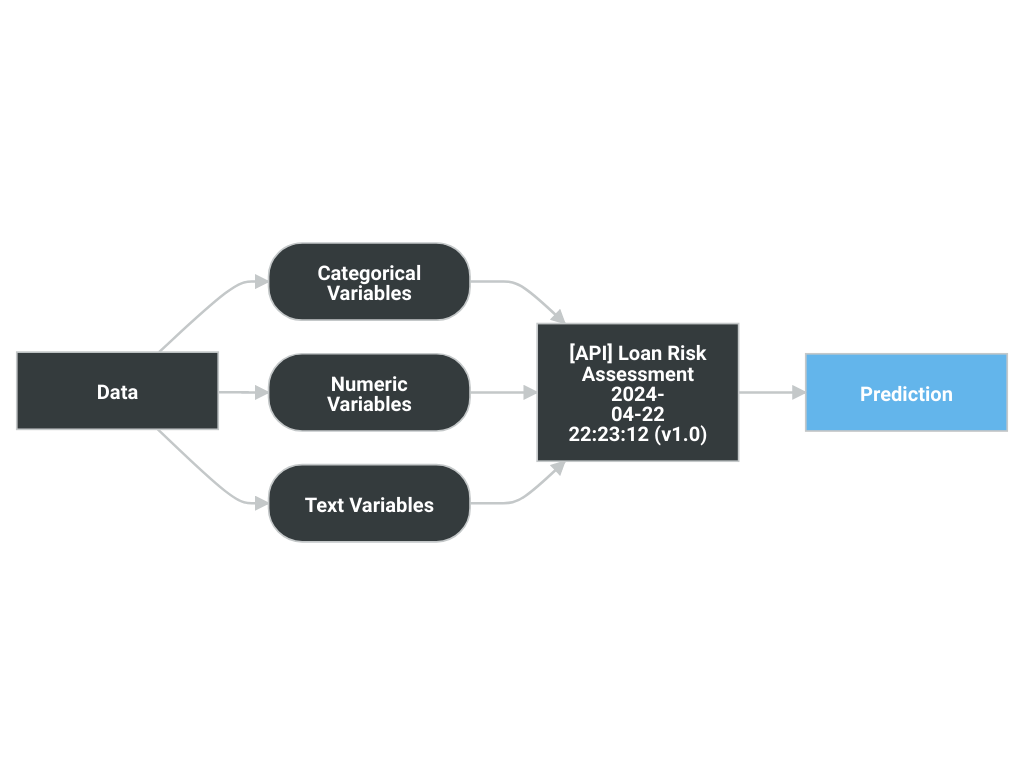 Data
Categorical
Variables
Numeric
Variables
Text Variables
[API] Loan Risk
Assessment
2024-
04-22
22:23:12 (v1.0)
Prediction